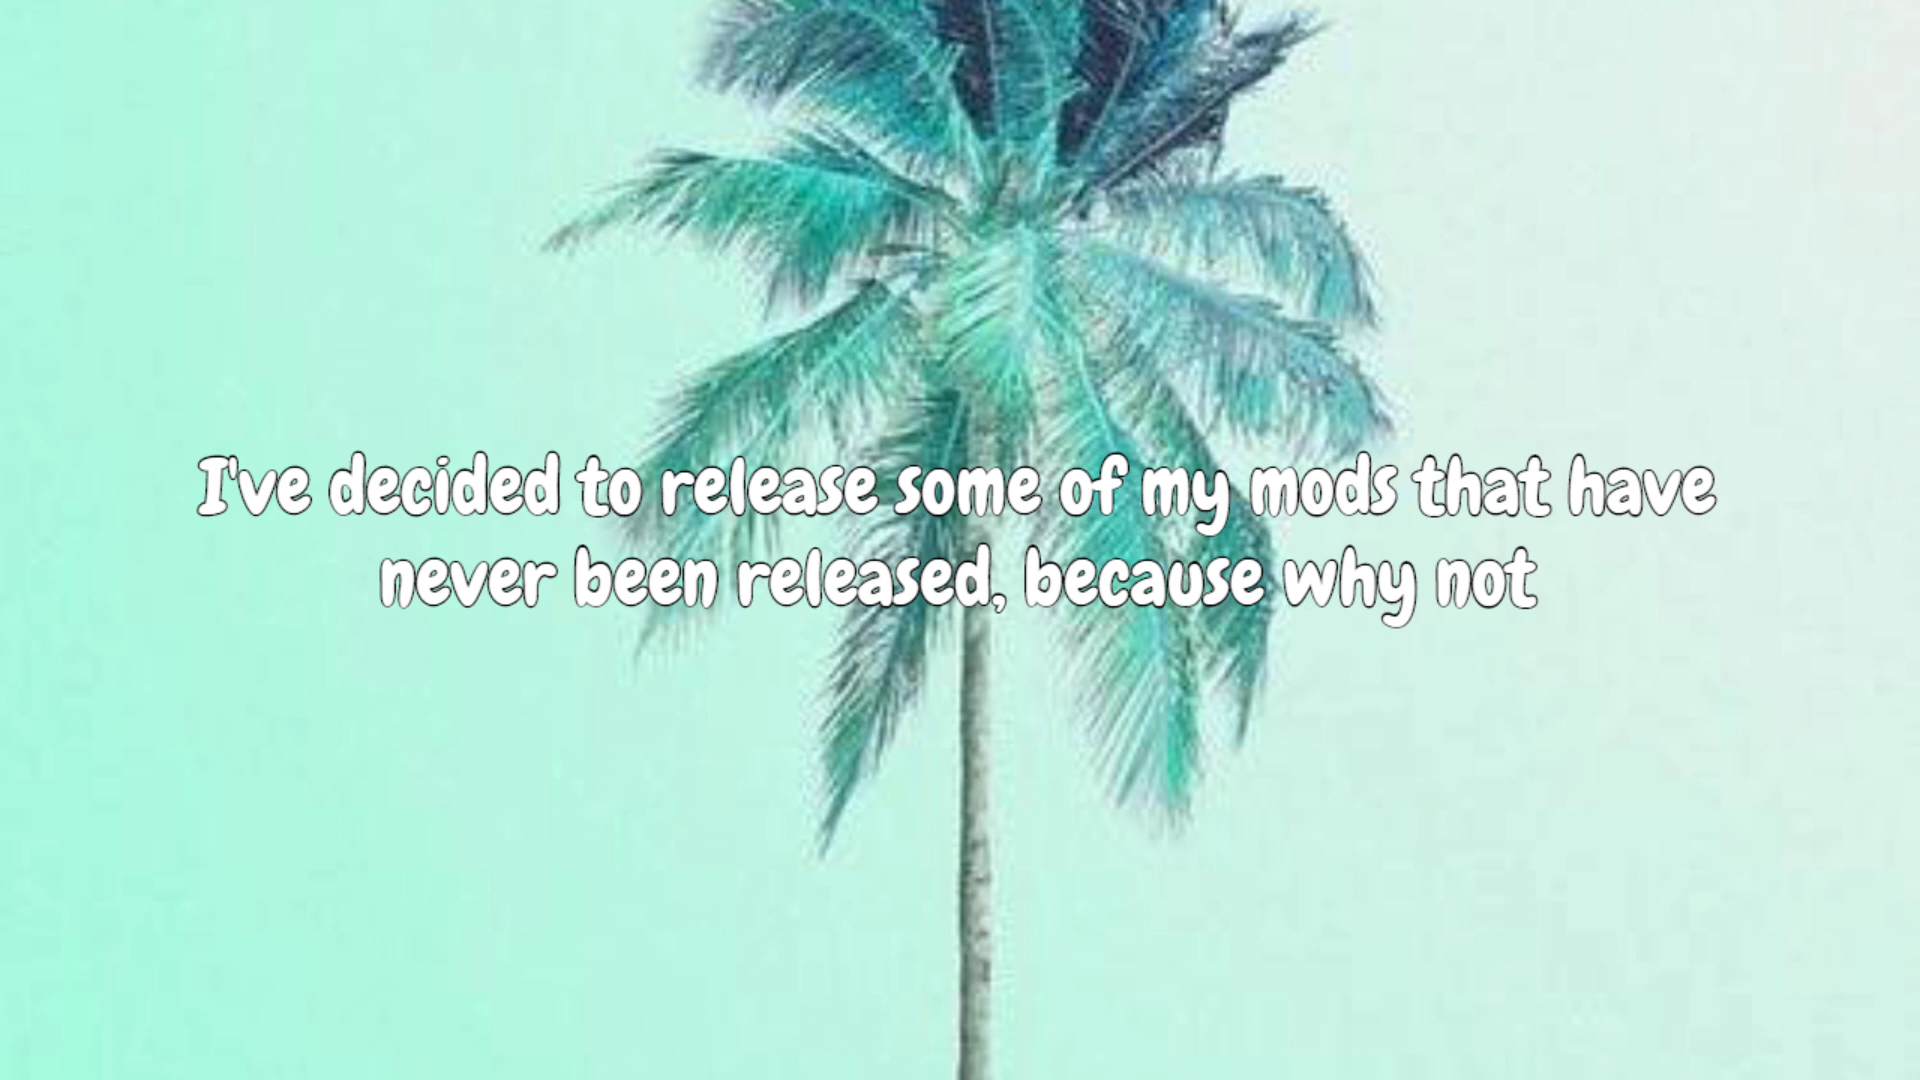 I've decided to release some of my mods that have
never been released, because why not